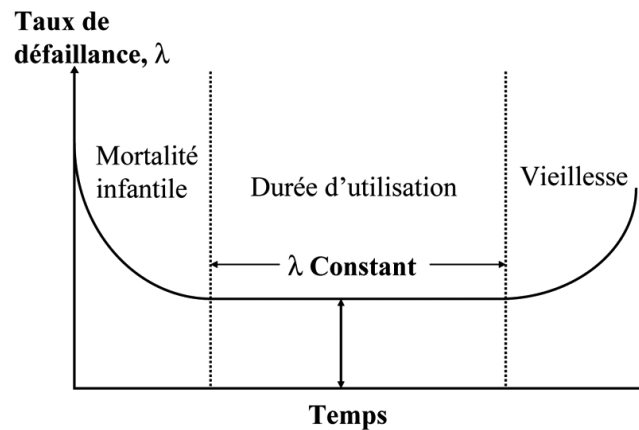 Taux de
défaillance, λ
Mortalité
infantile
Durée d’utilisation
Vieillesse
λ Constant
Temps